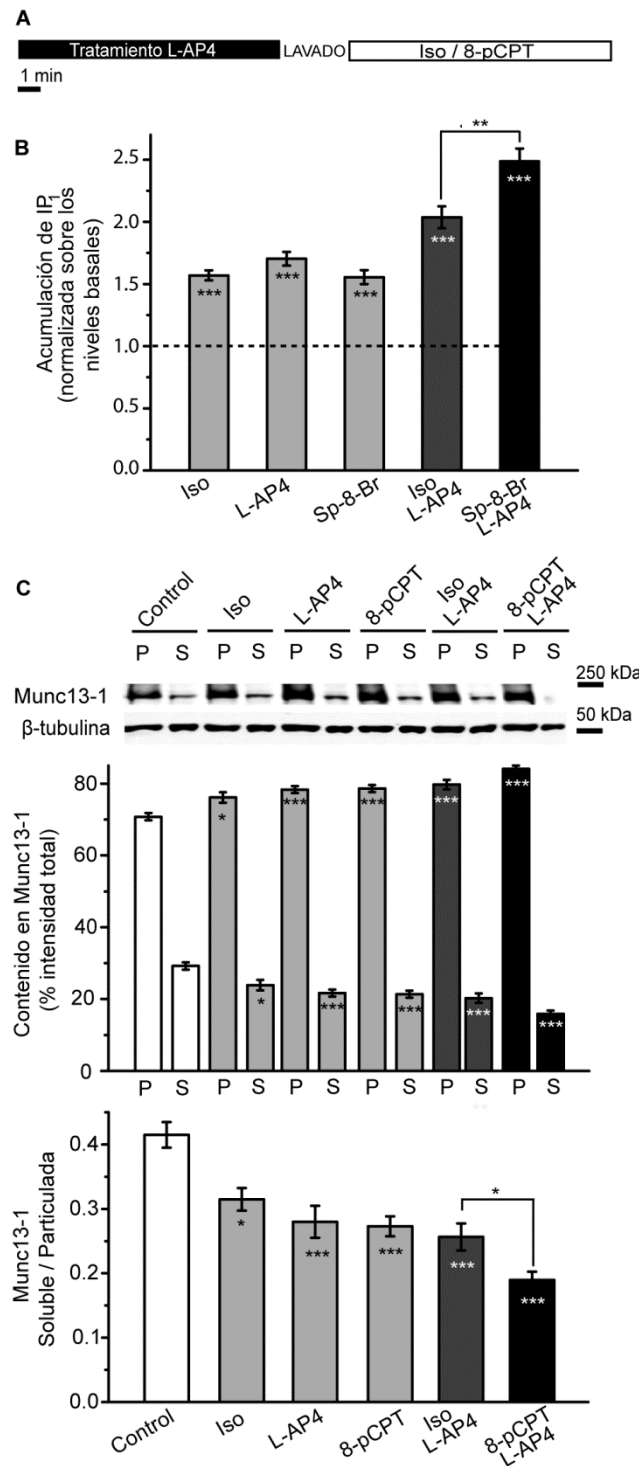 A
Tratamiento L-AP4 LAVADO Iso / 8-pCPT
1 min
B
Acumulación de IP1
(normalizada sobre los
niveles basales)
2.5
2.0
1.5
1.0
0.5
0.0
***
***
***
***
***
**
Iso
L-AP4
Sp-8-Br
Iso
L-AP4
Sp-8-Br
L-AP4
C
Control
Iso
L-AP4
8-pCPT
Iso
L-AP4
8-pCPT
L-AP4
P S P S P S P S P S P S
Munc13-1
250 kDa
β-tubulina
50 kDa
Contenido en Munc13-1
(% intensidad total)
80
60
40
20
0
* *** *** *** ***
* *** *** *** ***
P S P S P S P S P S P S
Munc13-1
Soluble / Particulada
0.4
0.3
0.2
0.1
0.0
*
***
***
***
***
*
Control
Iso
L-AP4
8-pCPT
Iso
L-AP4
8-pCPT
L-AP4